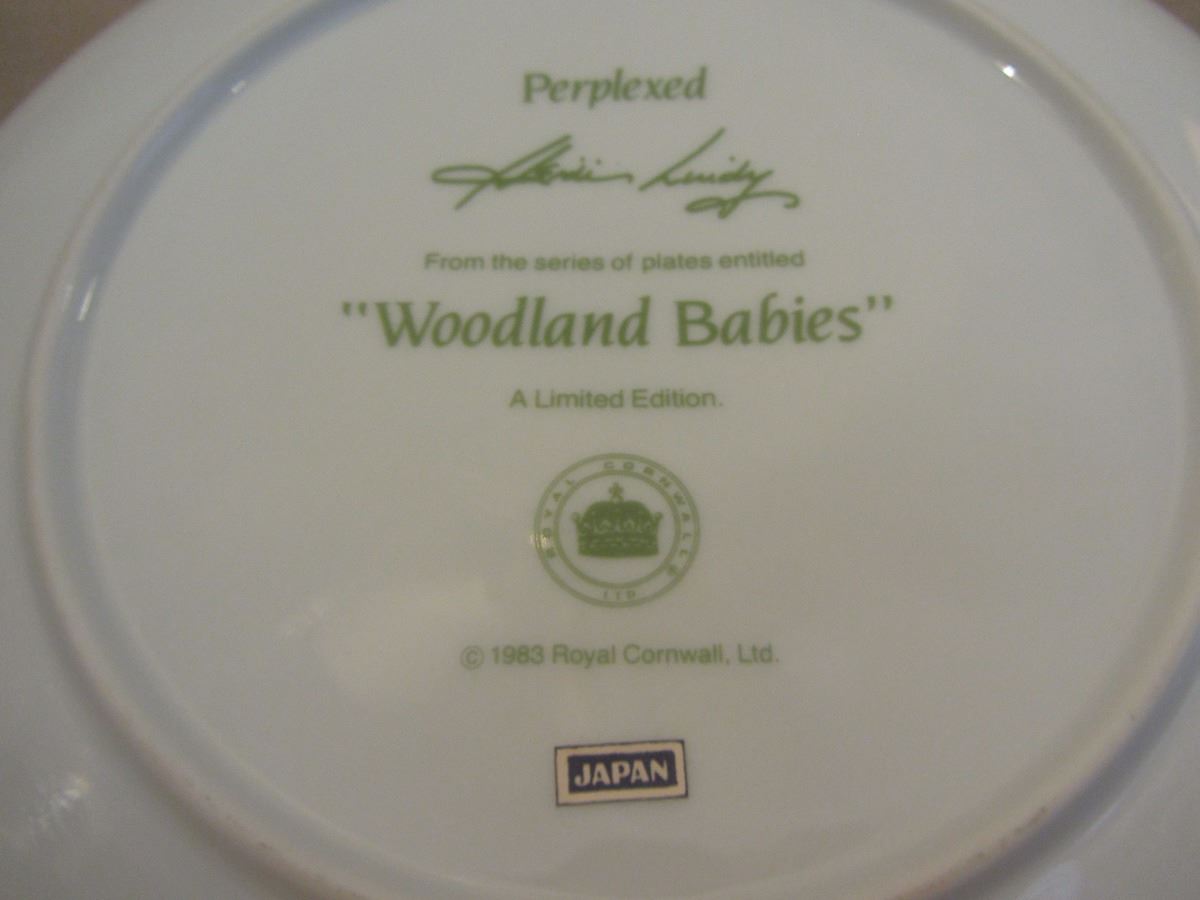 Perplexed
From the series of plates entitled
"Woodland Babies"
A Limited Edition.
ROYAL CORNWALL LTD
© 1983 Royal Cornwall, Ltd.
JAPAN